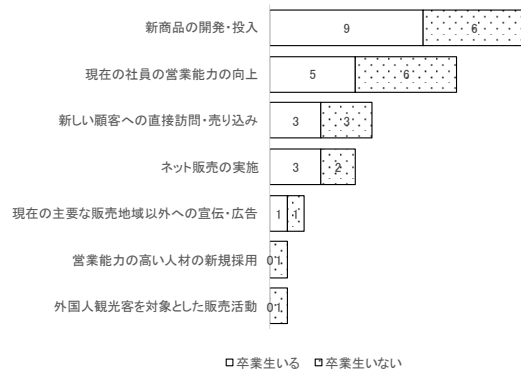 新商品の開発・投入 9 6
現在の社員の営業能力の向上 5 6
新しい顧客への直接訪問・売り込み 3 3
ネット販売の実施 3 2
現在の主要な販売地域以外への宣伝・広告 1 1
営業能力の高い人材の新規採用 0 1
外国人観光客を対象とした販売活動 0 1
卒業生いる 卒業生いない